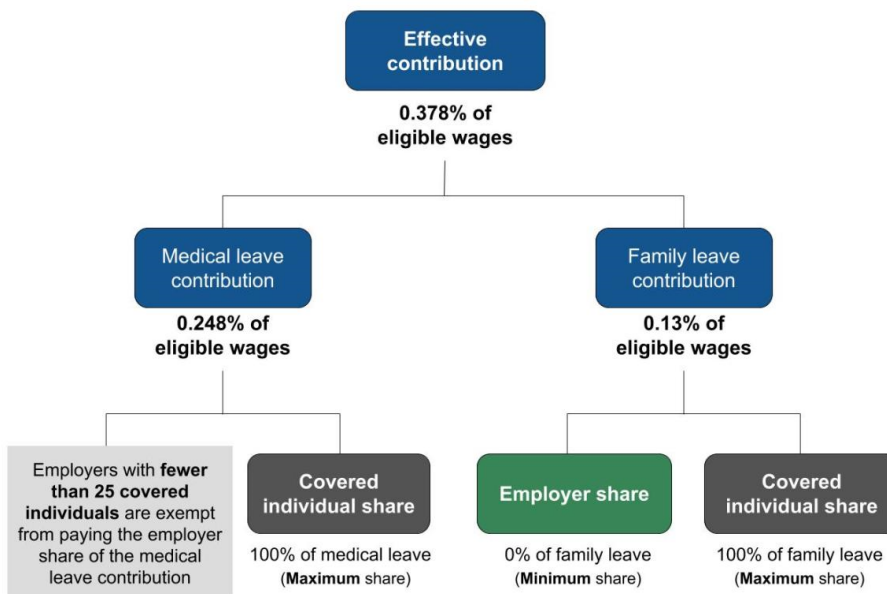 Effective
contribution
0.378% of
eligible wages
Medical leave
contribution
0.248% of
eligible wages
Family leave
contribution
0.13% of
eligible wages
Employers with fewer
than 25 covered
individuals are exempt
from paying the employer
share of the medical
leave contribution
Covered
individual share
100% of medical leave
(Maximum share)
Employer share
0% of family leave
(Minimum share)
Covered
individual share
100% of family leave
(Maximum share)